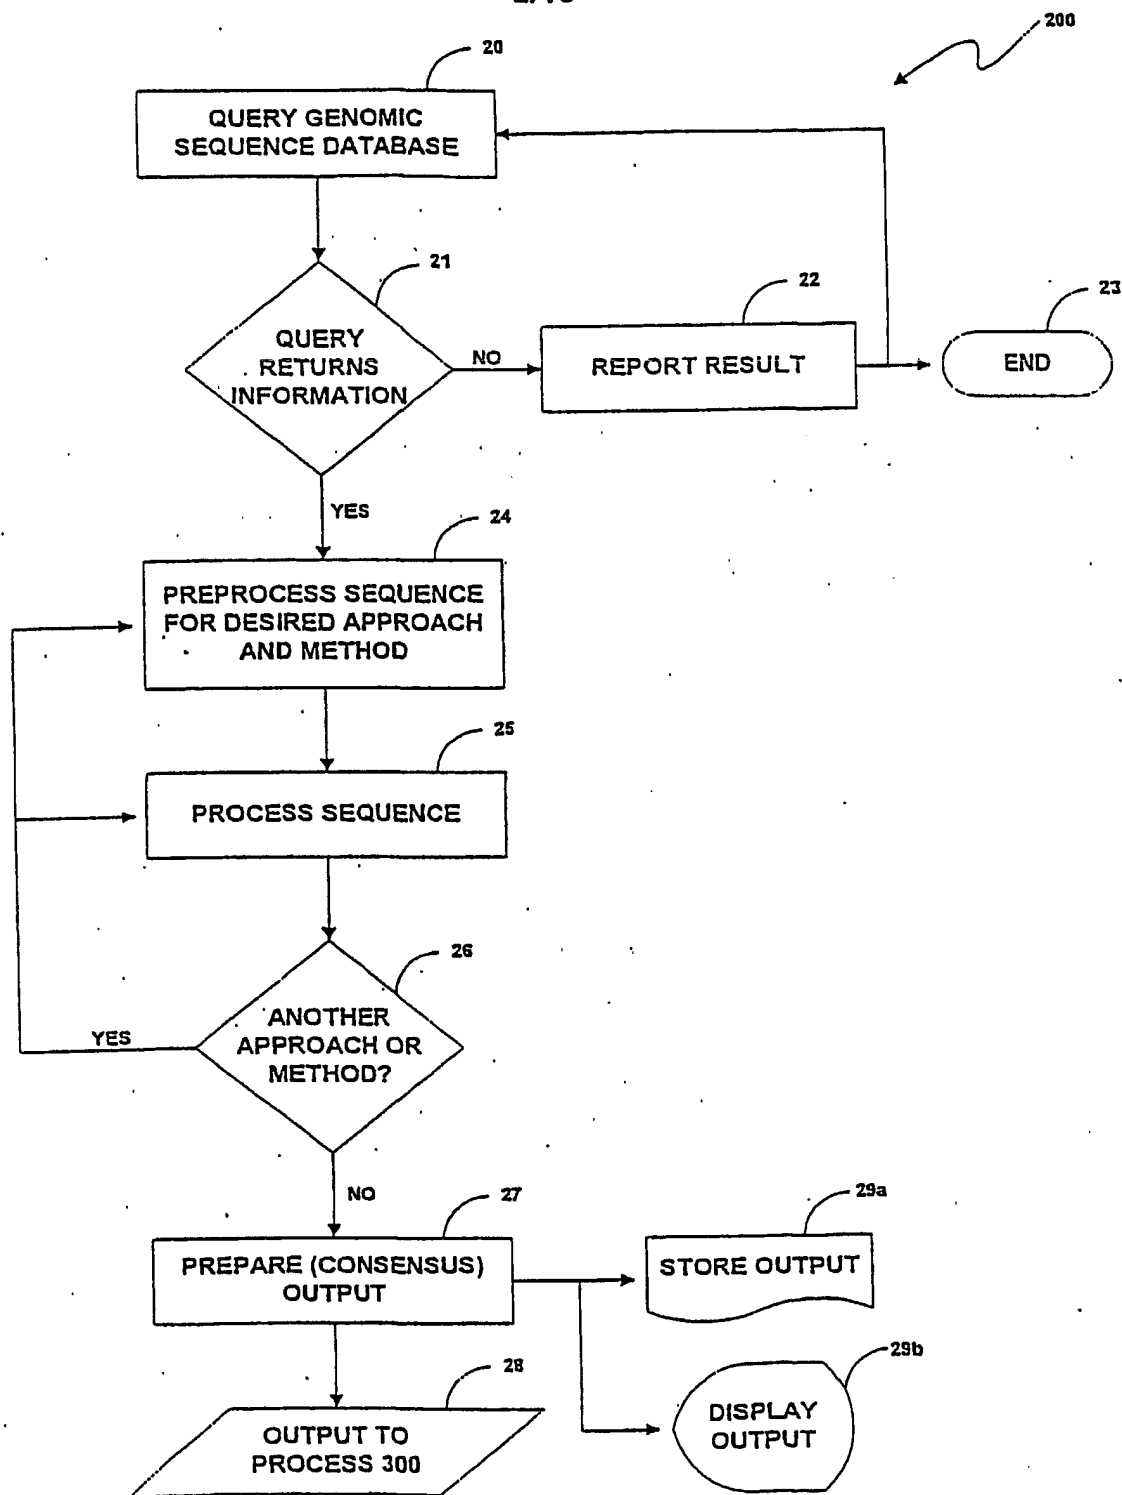 200
20
QUERY GENOMIC
SEQUENCE DATABASE
21
QUERY
RETURNS
INFORMATION
NO
22
REPORT RESULT
23
END
YES
24
PREPROCESS SEQUENCE
FOR DESIRED APPROACH
AND METHOD
25
PROCESS SEQUENCE
26
ANOTHER
APPROACH OR
METHOD?
YES
NO
27
PREPARE (CONSENSUS)
OUTPUT
29a
STORE OUTPUT
28
OUTPUT TO
PROCESS 300
29b
DISPLAY
OUTPUT